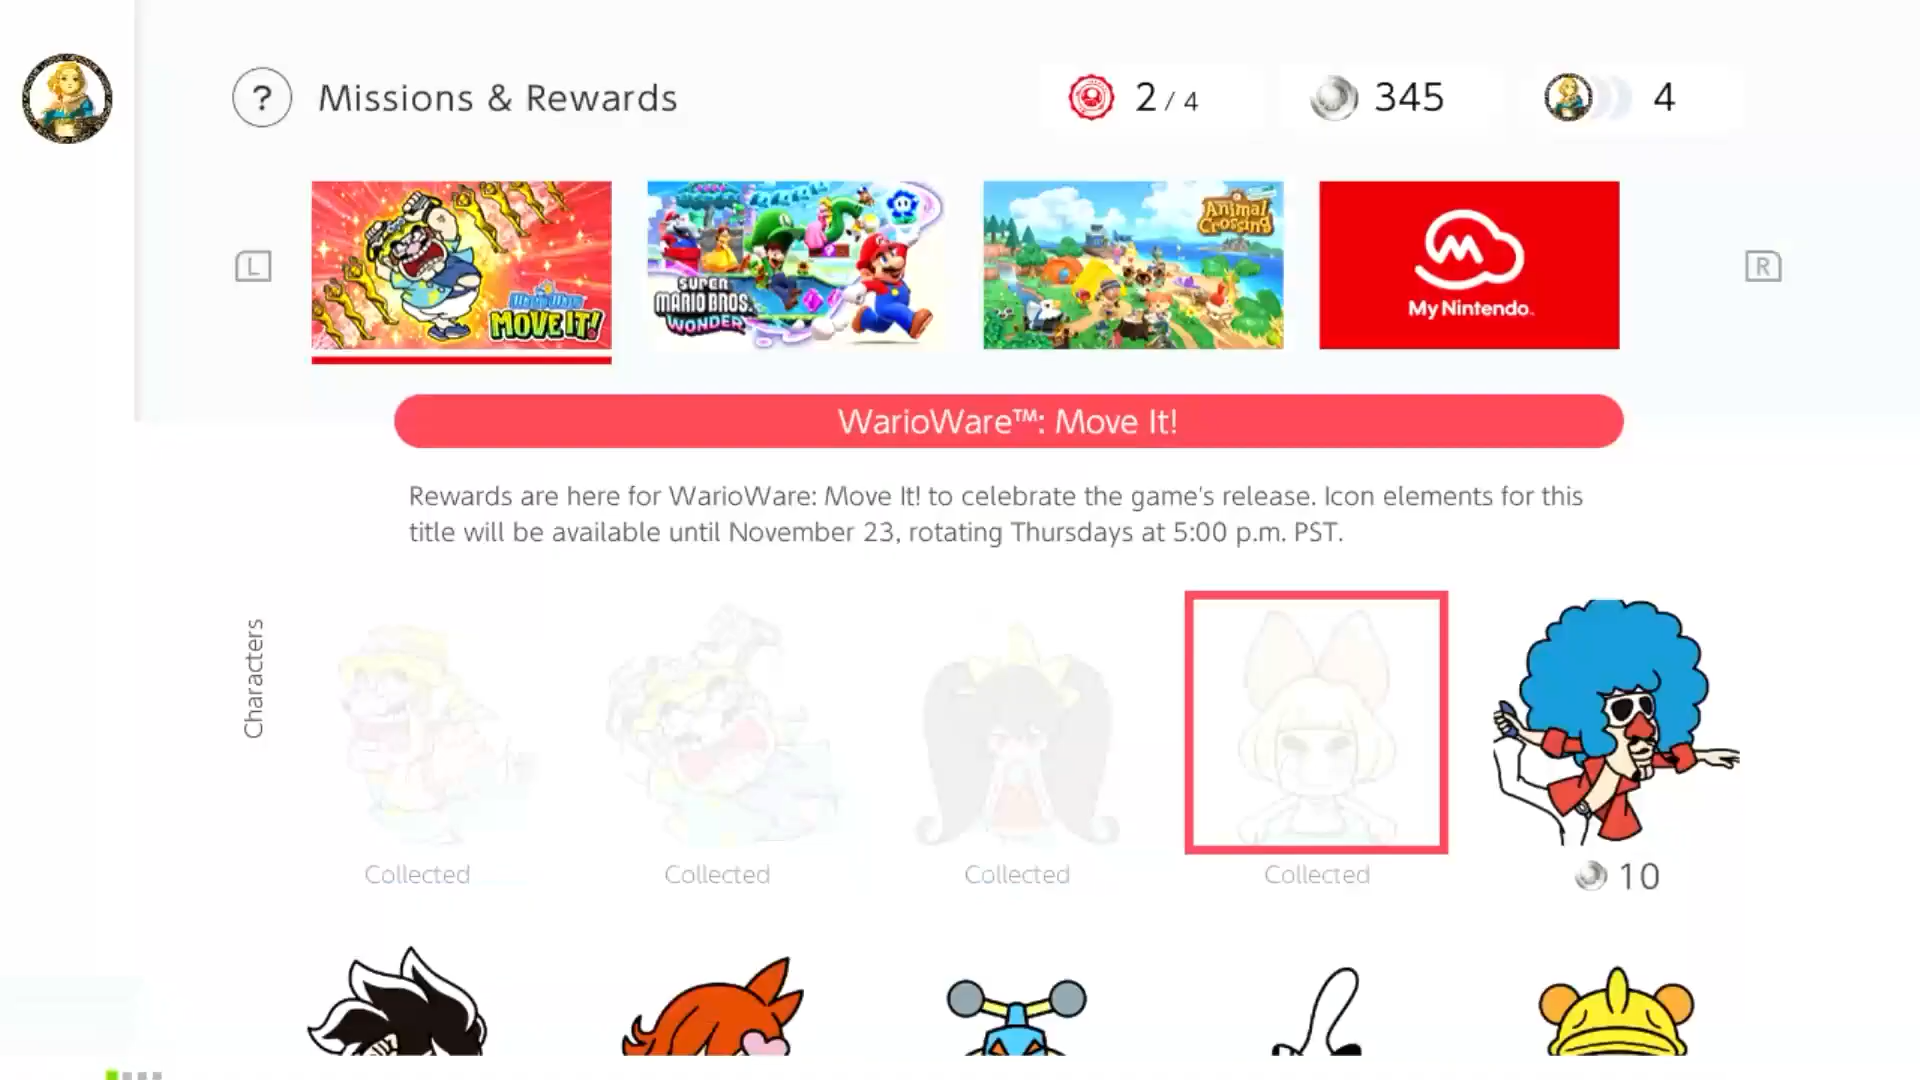 ? Missions & Rewards
2 / 4
345
4
L
WarioWare MOVE IT!
SUPER MARIO BROS. WONDER
Animal Crossing
My Nintendo™
R
WarioWare™: Move It!
Rewards are here for WarioWare: Move It! to celebrate the game's release. Icon elements for this
title will be available until November 23, rotating Thursdays at 5:00 p.m. PST.
Characters
Collected
Collected
Collected
Collected
10